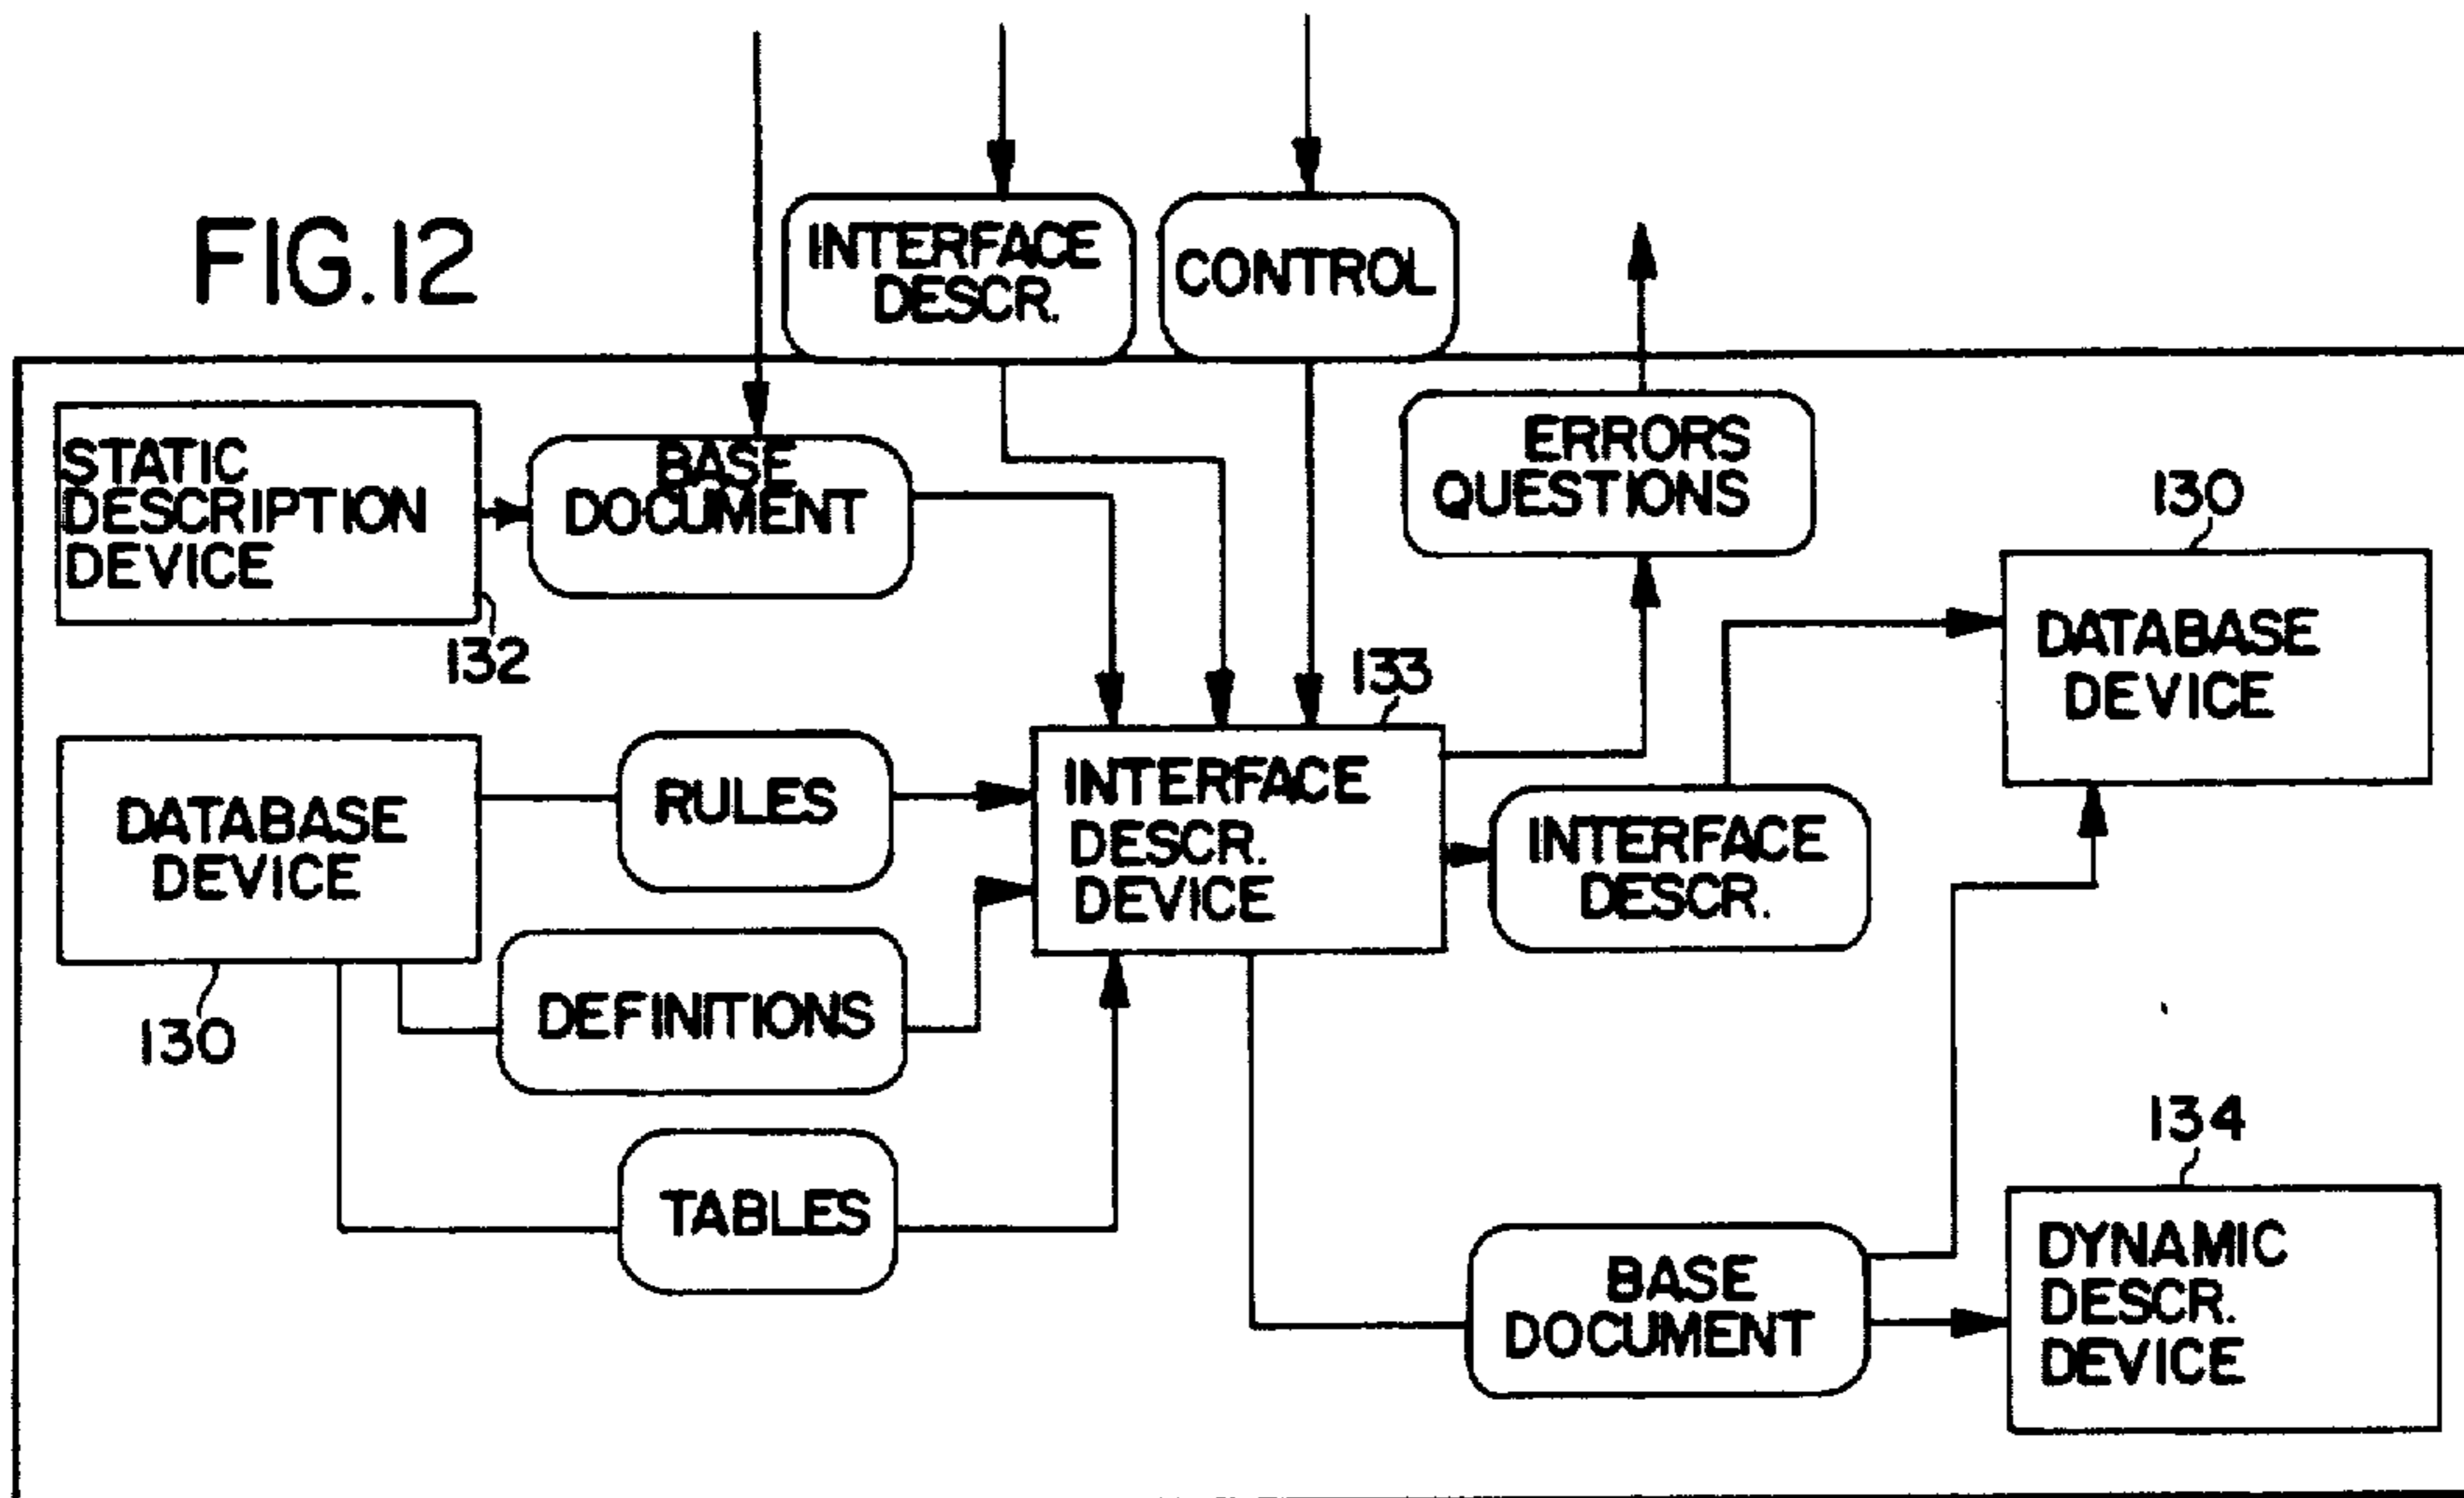 FIG.12
INTERFACE
DESCR.
CONTROL
STATIC
DESCRIPTION
DEVICE
132
BASE
DOCUMENT
ERRORS
QUESTIONS
130
DATABASE
DEVICE
133
DATABASE
DEVICE
130
RULES
INTERFACE
DESCR.
DEVICE
INTERFACE
DESCR.
DEFINITIONS
TABLES
BASE
DOCUMENT
134
DYNAMIC
DESCR.
DEVICE